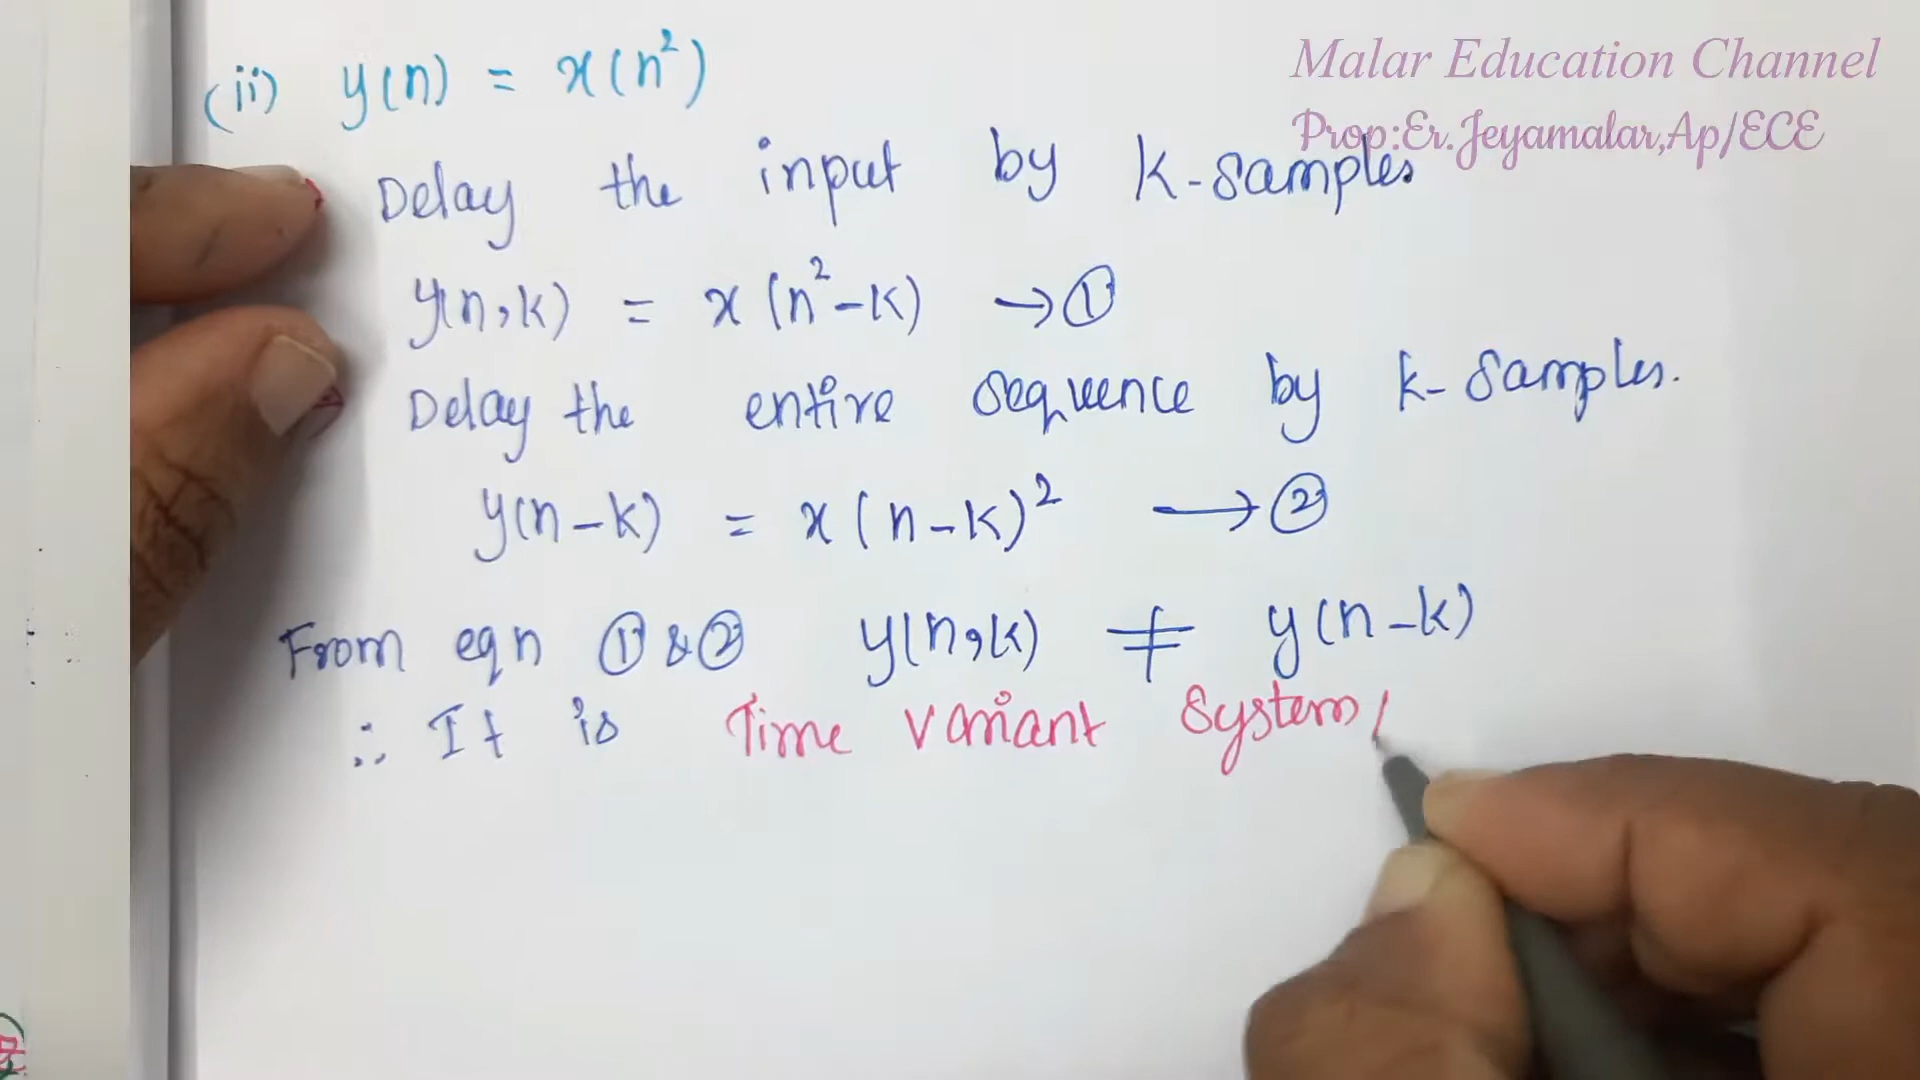 (ii) y(n) = x(n²)
Malar Education Channel
Prop:Er.Jeyamalar,Ap/ECE
Delay the input by k-samples
y(n,k) = x(n²-k) →①
Delay the entire sequence by k-samples.
y(n-k) = x(n-k)² →②
From eqn ①&② y(n,k) ≠ y(n-k)
∴ It is Time variant System/